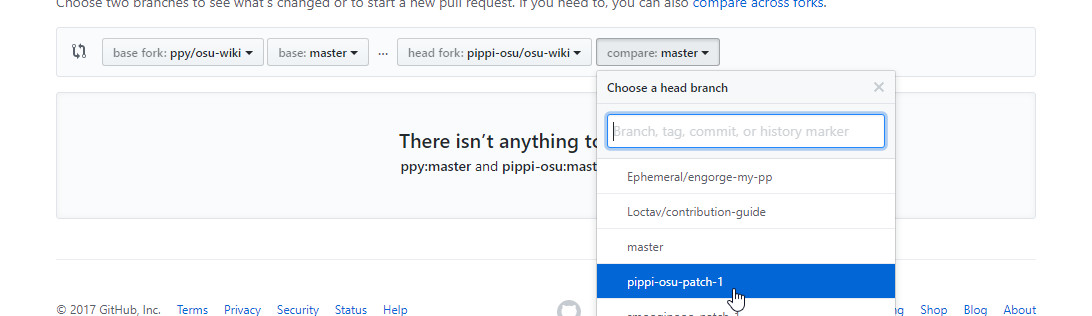 Choose two branches to see what's changed or to start a new pull request. If you need to, you can also compare across forks.
base fork: ppy/osu-wiki base: master ... head fork: pippi-osu/osu-wiki compare: master
Choose a head branch
Branch, tag, commit, or history marker
There isn't anything to
ppy:master and pippi-osu:mast
Ephemeral/engorge-my-pp
Loctav/contribution-guide
master
pippi-osu-patch-1
© 2017 GitHub, Inc. Terms Privacy Security Status Help
Shop Blog About